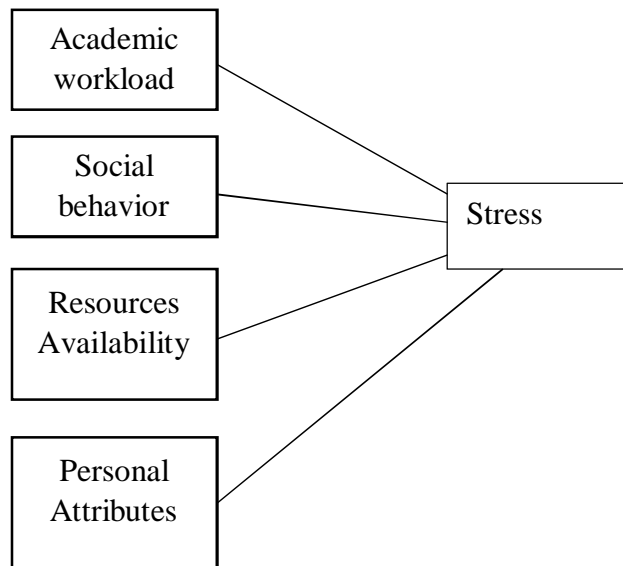 Academic
workload
Social
behavior
Stress
Resources
Availability
Personal
Attributes